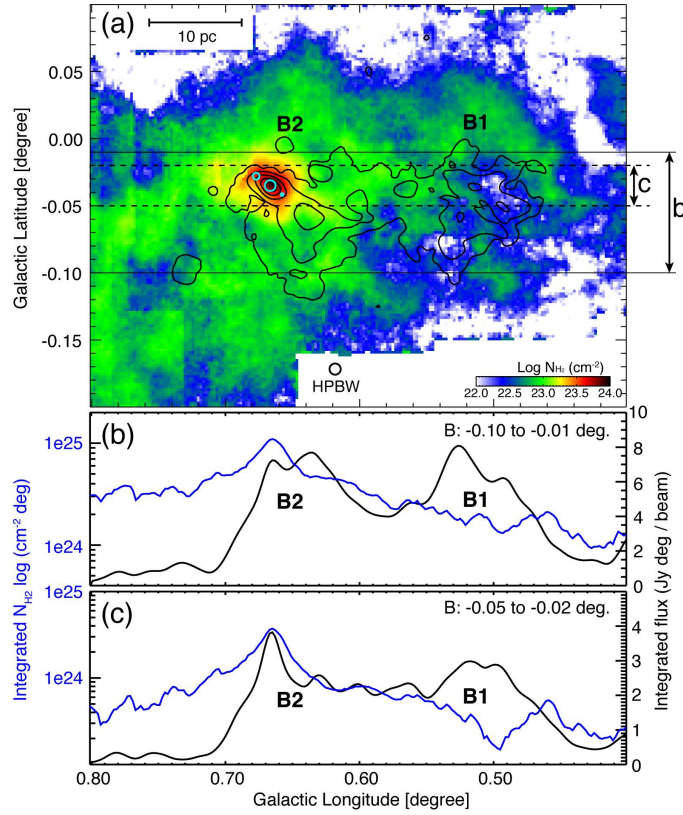 (a)
10 pc
B2
B1
Galactic Latitude [degree]
0.05
0.00
-0.05
-0.10
-0.15
c
b
HPBW
Log N_H₂ (cm⁻²)
22.0 22.5 23.0 23.5 24.0
(b)
B: -0.10 to -0.01 deg.
B2
B1
1e25
1e24
10
8
6
4
2
0
(c)
B: -0.05 to -0.02 deg.
B2
B1
1e25
1e24
4
3
2
1
0
Integrated N_H2 log (cm⁻² deg)
Integrated flux (Jy deg / beam)
0.80 0.70 0.60 0.50
Galactic Longitude [degree]